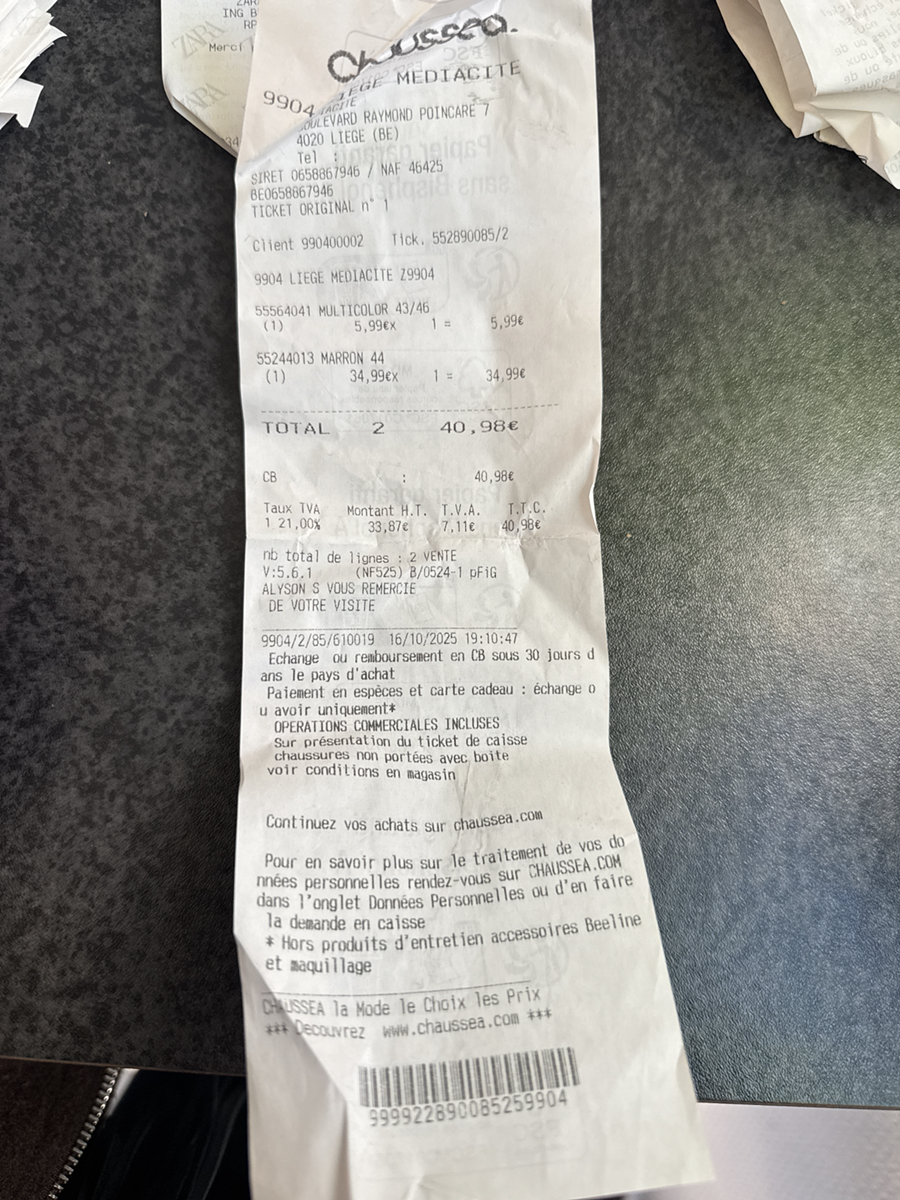 ZARA
ING B
RP
Merci
ZARA
ZARA
34
Chaussea.
9904 LIEGE MEDIACITE
BOULEVARD RAYMOND POINCARE 7
4020 LIEGE (BE)
Tel :
SIRET 0658867946 / NAF 46425
BE0658867946
TICKET ORIGINAL n° 1
Client 990400002 Tick. 552890085/2
9904 LIEGE MEDIACITE Z9904
55564041 MULTICOLOR 43/46
(1) 5,99€x 1 = 5,99€
55244013 MARRON 44
(1) 34,99€x 1 = 34,99€
TOTAL 2 40,98€
CB : 40,98€
Taux TVA Montant H.T. T.V.A. T.T.C.
1 21,00% 33,87€ 7,11€ 40,98€
nb total de lignes : 2 VENTE
V:5.6.1 (NF525) B/0524-1 pFiG
ALYSON S VOUS REMERCIE
DE VOTRE VISITE
9904/2/85/610019 16/10/2025 19:10:47
Echange ou remboursement en CB sous 30 jours d
ans le pays d'achat
Paiement en espèces et carte cadeau : échange o
u avoir uniquement*
OPERATIONS COMMERCIALES INCLUSES
Sur présentation du ticket de caisse
chaussures non portées avec boite
voir conditions en magasin
Continuez vos achats sur chaussea.com
Pour en savoir plus sur le traitement de vos do
nnées personnelles rendez-vous sur CHAUSSEA.COM
dans l'onglet Données Personnelles ou d'en faire
la demande en caisse
* Hors produits d'entretien accessoires Beeline
et maquillage
CHAUSSEA la Mode le Choix les Prix
*** Decouvrez www.chaussea.com ***
999922890085259904